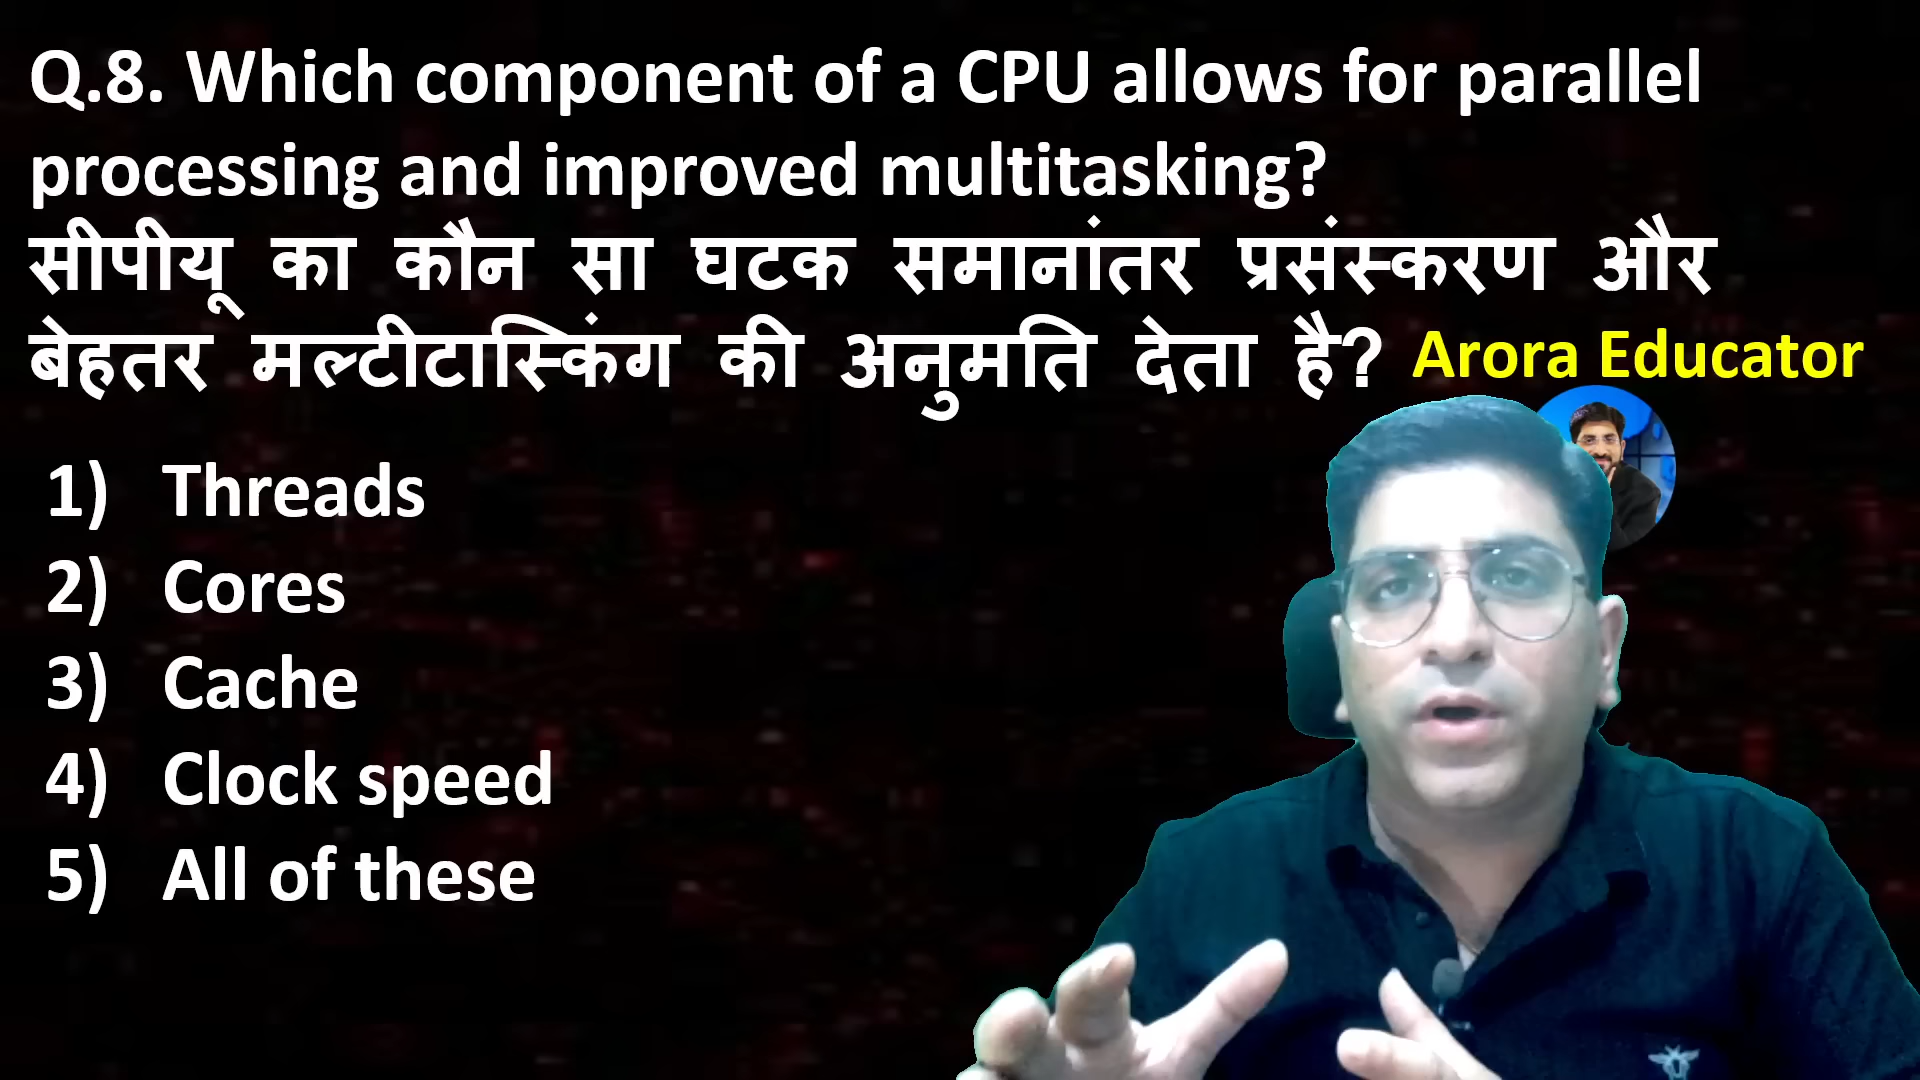 Q.8. Which component of a CPU allows for parallel
processing and improved multitasking?
सीपीयू का कौन सा घटक समानांतर प्रसंस्करण और
बेहतर मल्टीटास्किंग की अनुमति देता है? Arora Educator
1) Threads
2) Cores
3) Cache
4) Clock speed
5) All of these